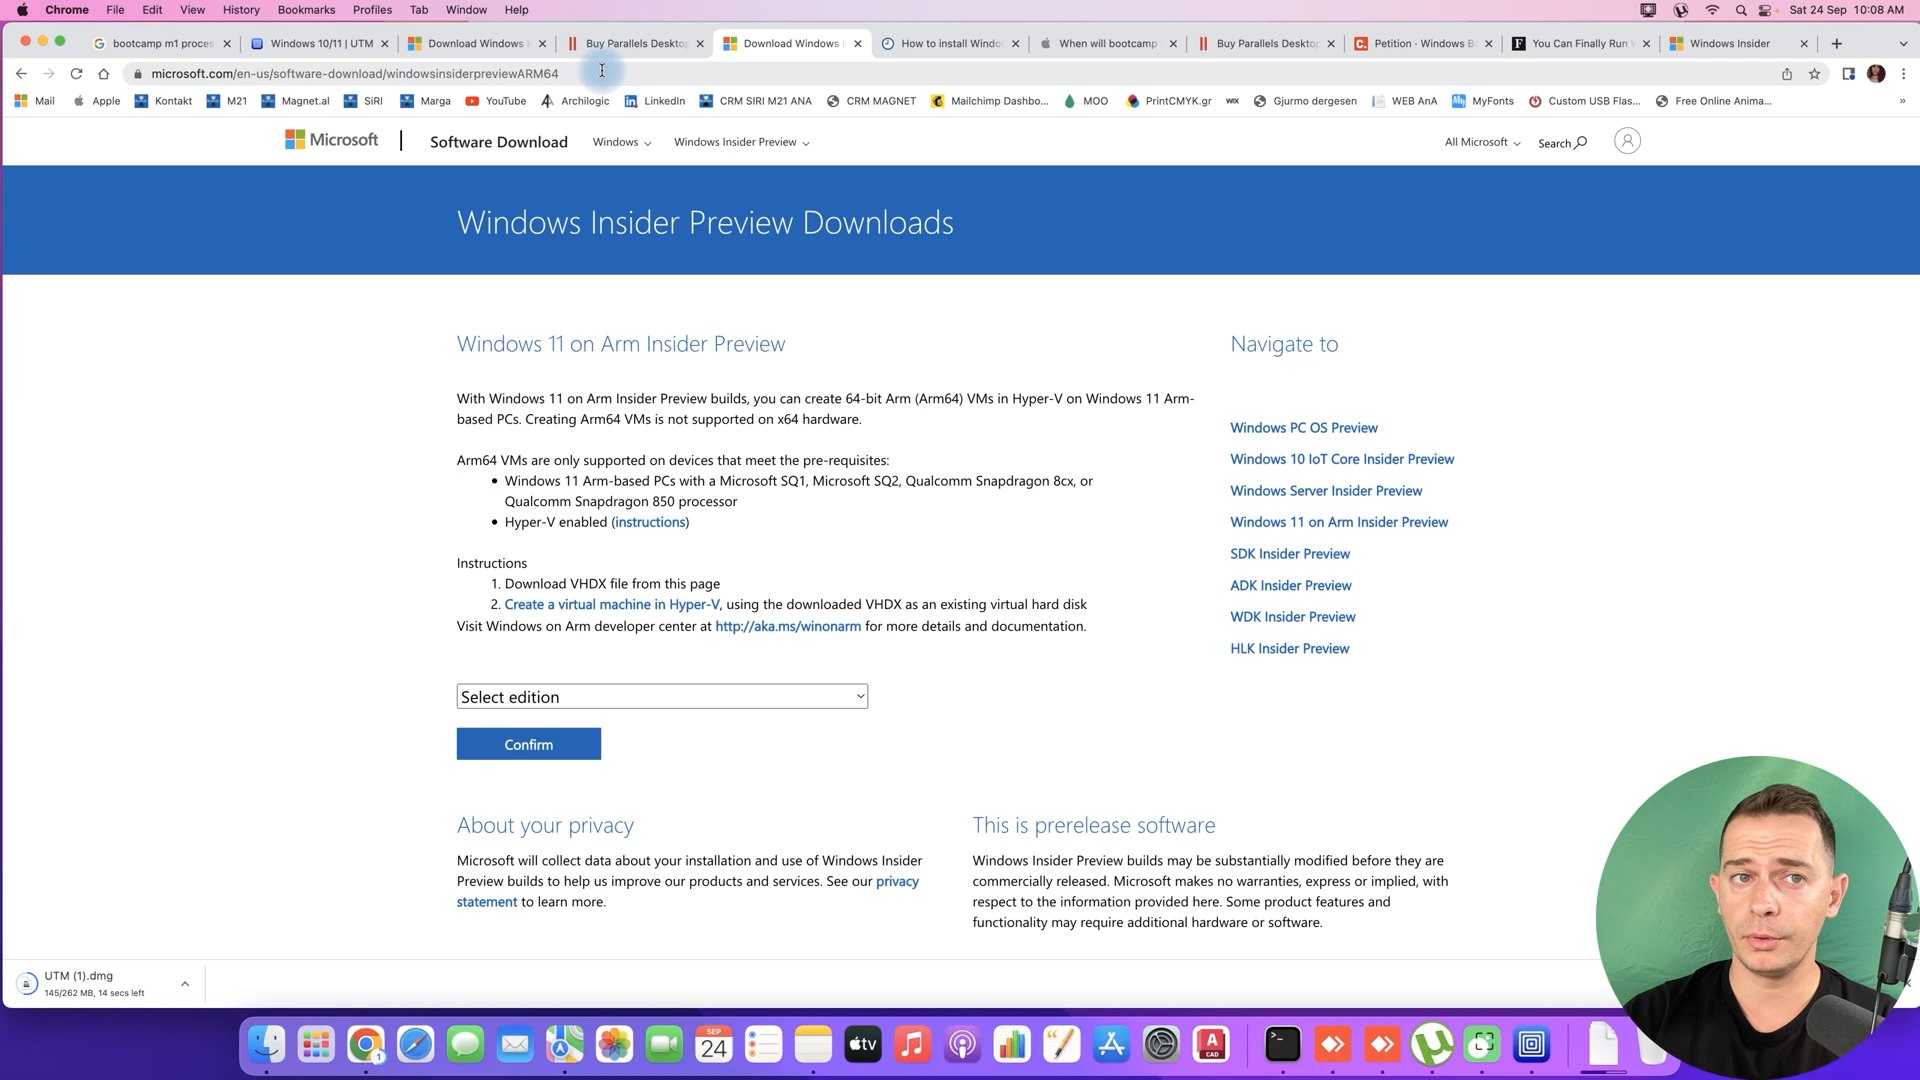 Chrome File Edit View History Bookmarks Profiles Tab Window Help Sat 24 Sep 10:08 AM
bootcamp m1 proces Windows 10/11 | UTM Download Windows Buy Parallels Desktop Download Windows How to install Windo When will bootcamp Buy Parallels Desktop Petition · Windows B You Can Finally Run Windows Insider
microsoft.com/en-us/software-download/windowsinsiderpreviewARM64
Mail Apple Kontakt M21 Magnet.al SiRI Marga YouTube Archilogic LinkedIn CRM SIRI M21 ANA CRM MAGNET Mailchimp Dashbo... MOO PrintCMYK.gr WIX Gjurmo dergesen WEB AnA MyFonts Custom USB Flas... Free Online Anima... »
Microsoft Software Download Windows Windows Insider Preview All Microsoft Search
Windows Insider Preview Downloads
Windows 11 on Arm Insider Preview
With Windows 11 on Arm Insider Preview builds, you can create 64-bit Arm (Arm64) VMs in Hyper-V on Windows 11 Arm-
based PCs. Creating Arm64 VMs is not supported on x64 hardware.
Arm64 VMs are only supported on devices that meet the pre-requisites:
• Windows 11 Arm-based PCs with a Microsoft SQ1, Microsoft SQ2, Qualcomm Snapdragon 8cx, or
Qualcomm Snapdragon 850 processor
• Hyper-V enabled (instructions)
Instructions
1. Download VHDX file from this page
2. Create a virtual machine in Hyper-V, using the downloaded VHDX as an existing virtual hard disk
Visit Windows on Arm developer center at http://aka.ms/winonarm for more details and documentation.
Select edition
Confirm
Navigate to
Windows PC OS Preview
Windows 10 IoT Core Insider Preview
Windows Server Insider Preview
Windows 11 on Arm Insider Preview
SDK Insider Preview
ADK Insider Preview
WDK Insider Preview
HLK Insider Preview
About your privacy
Microsoft will collect data about your installation and use of Windows Insider
Preview builds to help us improve our products and services. See our privacy
statement to learn more.
This is prerelease software
Windows Insider Preview builds may be substantially modified before they are
commercially released. Microsoft makes no warranties, express or implied, with
respect to the information provided here. Some product features and
functionality may require additional hardware or software.
UTM (1).dmg
145/262 MB, 14 secs left
1
SEP
24
tv
A
CAD